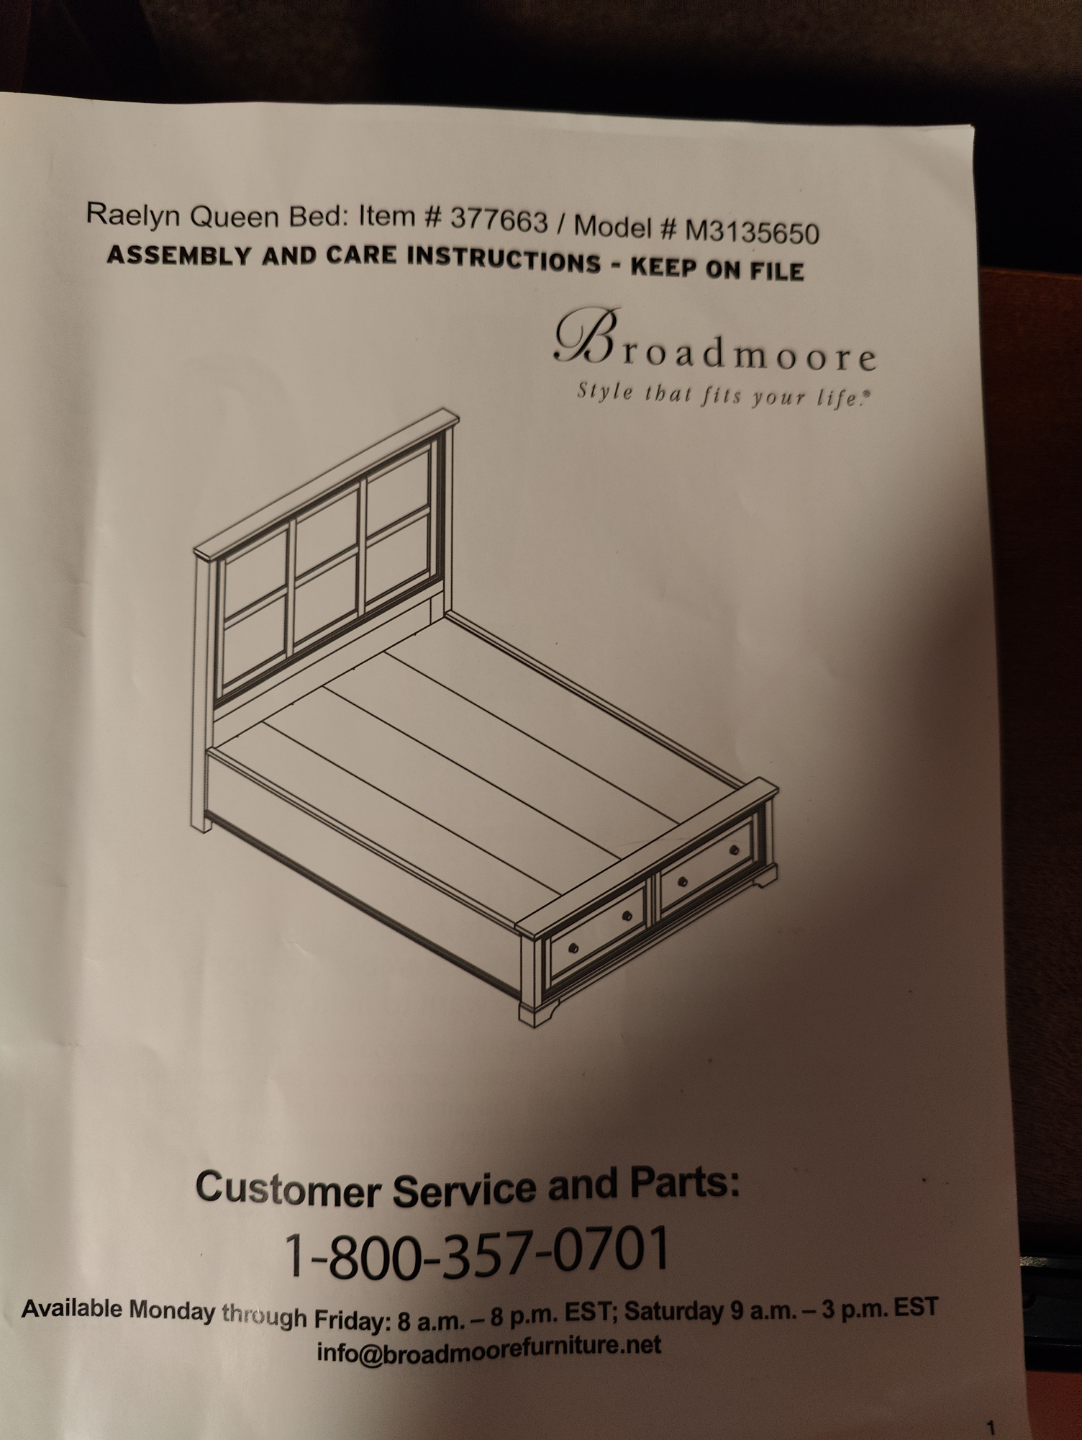 Raelyn Queen Bed: Item # 377663 / Model # M3135650
ASSEMBLY AND CARE INSTRUCTIONS - KEEP ON FILE
Broadmoore
Style that fits your life.®
Customer Service and Parts:
1-800-357-0701
Available Monday through Friday: 8 a.m. – 8 p.m. EST; Saturday 9 a.m. – 3 p.m. EST
info@broadmoorefurniture.net
1